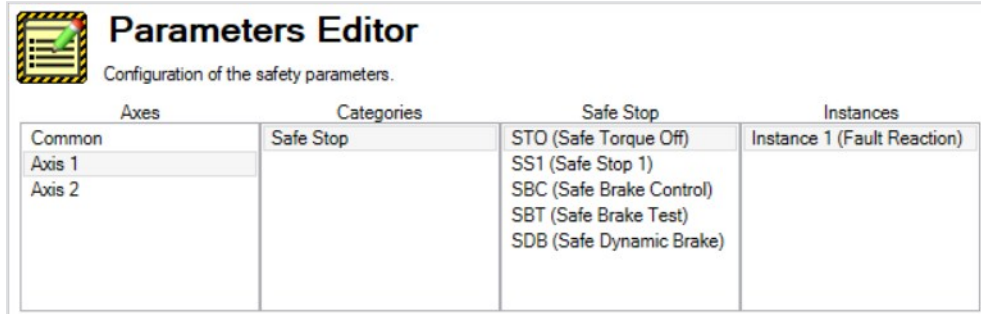 Parameters Editor
Configuration of the safety parameters.
Axes
Categories
Safe Stop
Instances
Common
Axis 1
Axis 2
Safe Stop
STO (Safe Torque Off)
SS1 (Safe Stop 1)
SBC (Safe Brake Control)
SBT (Safe Brake Test)
SDB (Safe Dynamic Brake)
Instance 1 (Fault Reaction)